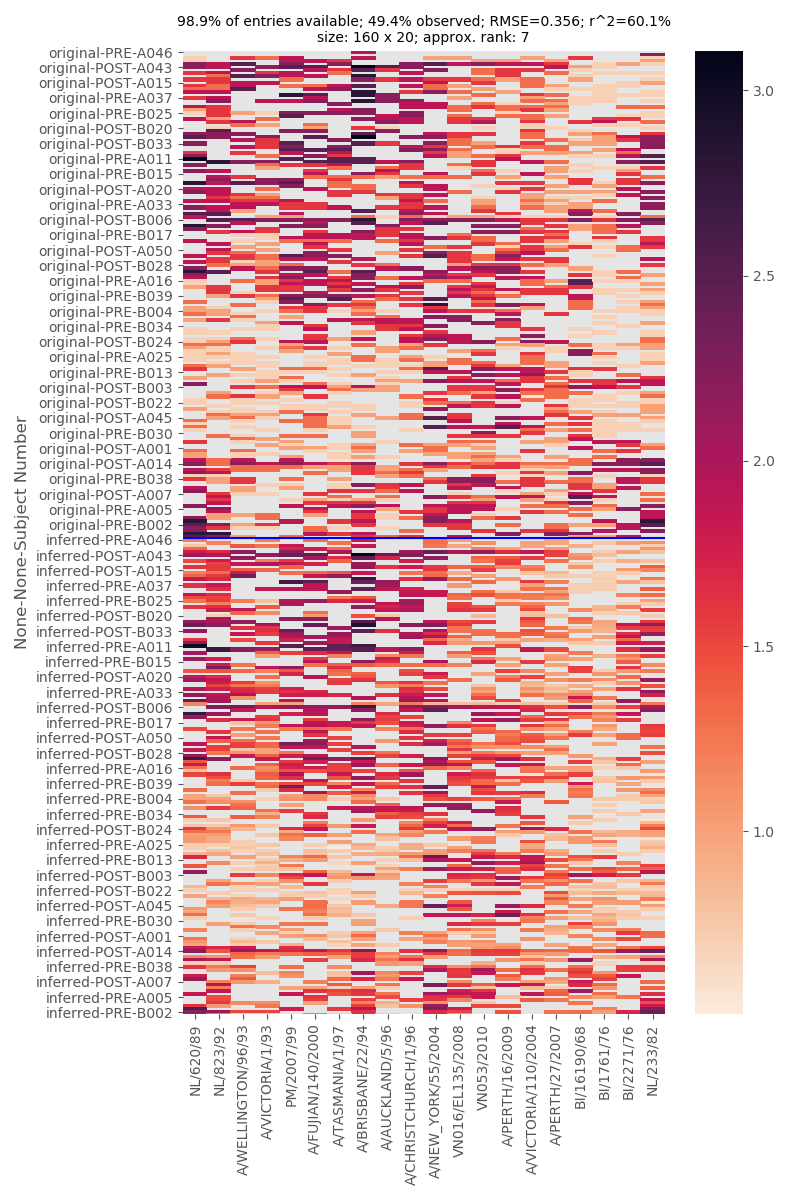 98.9% of entries available; 49.4% observed; RMSE=0.356; r^2=60.1%
size: 160 x 20; approx. rank: 7
None-None-Subject Number
original-PRE-A046
original-POST-A043
original-POST-A015
original-PRE-A037
original-PRE-B025
original-POST-B020
original-POST-B033
original-PRE-A011
original-PRE-B015
original-POST-A020
original-PRE-A033
original-POST-B006
original-PRE-B017
original-POST-A050
original-POST-B028
original-PRE-A016
original-PRE-B039
original-PRE-B004
original-PRE-B034
original-POST-B024
original-PRE-A025
original-PRE-B013
original-POST-B003
original-POST-B022
original-POST-A045
original-PRE-B030
original-POST-A001
original-POST-A014
original-PRE-B038
original-POST-A007
original-PRE-A005
original-PRE-B002
inferred-PRE-A046
inferred-POST-A043
inferred-POST-A015
inferred-PRE-A037
inferred-PRE-B025
inferred-POST-B020
inferred-POST-B033
inferred-PRE-A011
inferred-PRE-B015
inferred-POST-A020
inferred-PRE-A033
inferred-POST-B006
inferred-PRE-B017
inferred-POST-A050
inferred-POST-B028
inferred-PRE-A016
inferred-PRE-B039
inferred-PRE-B004
inferred-PRE-B034
inferred-POST-B024
inferred-PRE-A025
inferred-PRE-B013
inferred-POST-B003
inferred-POST-B022
inferred-POST-A045
inferred-PRE-B030
inferred-POST-A001
inferred-POST-A014
inferred-PRE-B038
inferred-POST-A007
inferred-PRE-A005
inferred-PRE-B002
NL/620/89
NL/823/92
A/WELLINGTON/96/93
A/VICTORIA/1/93
PM/2007/99
A/FUJIAN/140/2000
A/TASMANIA/1/97
A/BRISBANE/22/94
A/AUCKLAND/5/96
A/CHRISTCHURCH/1/96
A/NEW_YORK/55/2004
VN016/EL135/2008
VN053/2010
A/PERTH/16/2009
A/VICTORIA/110/2004
A/PERTH/27/2007
BI/16190/68
BI/1761/76
BI/2271/76
NL/233/82
3.0
2.5
2.0
1.5
1.0